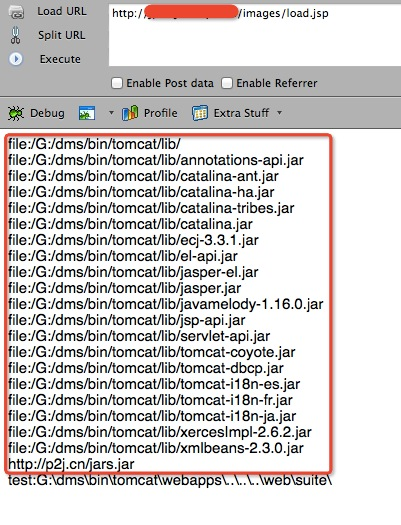 Load URL
http://
/images/load.jsp
Split URL
Execute
Enable Post data
Enable Referrer
Debug
Profile
Extra Stuff
file:/G:/dms/bin/tomcat/lib/
file:/G:/dms/bin/tomcat/lib/annotations-api.jar
file:/G:/dms/bin/tomcat/lib/catalina-ant.jar
file:/G:/dms/bin/tomcat/lib/catalina-ha.jar
file:/G:/dms/bin/tomcat/lib/catalina-tribes.jar
file:/G:/dms/bin/tomcat/lib/catalina.jar
file:/G:/dms/bin/tomcat/lib/ecj-3.3.1.jar
file:/G:/dms/bin/tomcat/lib/el-api.jar
file:/G:/dms/bin/tomcat/lib/jasper-el.jar
file:/G:/dms/bin/tomcat/lib/jasper.jar
file:/G:/dms/bin/tomcat/lib/javamelody-1.16.0.jar
file:/G:/dms/bin/tomcat/lib/jsp-api.jar
file:/G:/dms/bin/tomcat/lib/servlet-api.jar
file:/G:/dms/bin/tomcat/lib/tomcat-coyote.jar
file:/G:/dms/bin/tomcat/lib/tomcat-dbcp.jar
file:/G:/dms/bin/tomcat/lib/tomcat-i18n-es.jar
file:/G:/dms/bin/tomcat/lib/tomcat-i18n-fr.jar
file:/G:/dms/bin/tomcat/lib/tomcat-i18n-ja.jar
file:/G:/dms/bin/tomcat/lib/xercesImpl-2.6.2.jar
file:/G:/dms/bin/tomcat/lib/xmlbeans-2.3.0.jar
http://p2j.cn/jars.jar
test:G:\dms\bin\tomcat\webapps\..\..\..\web\suite\